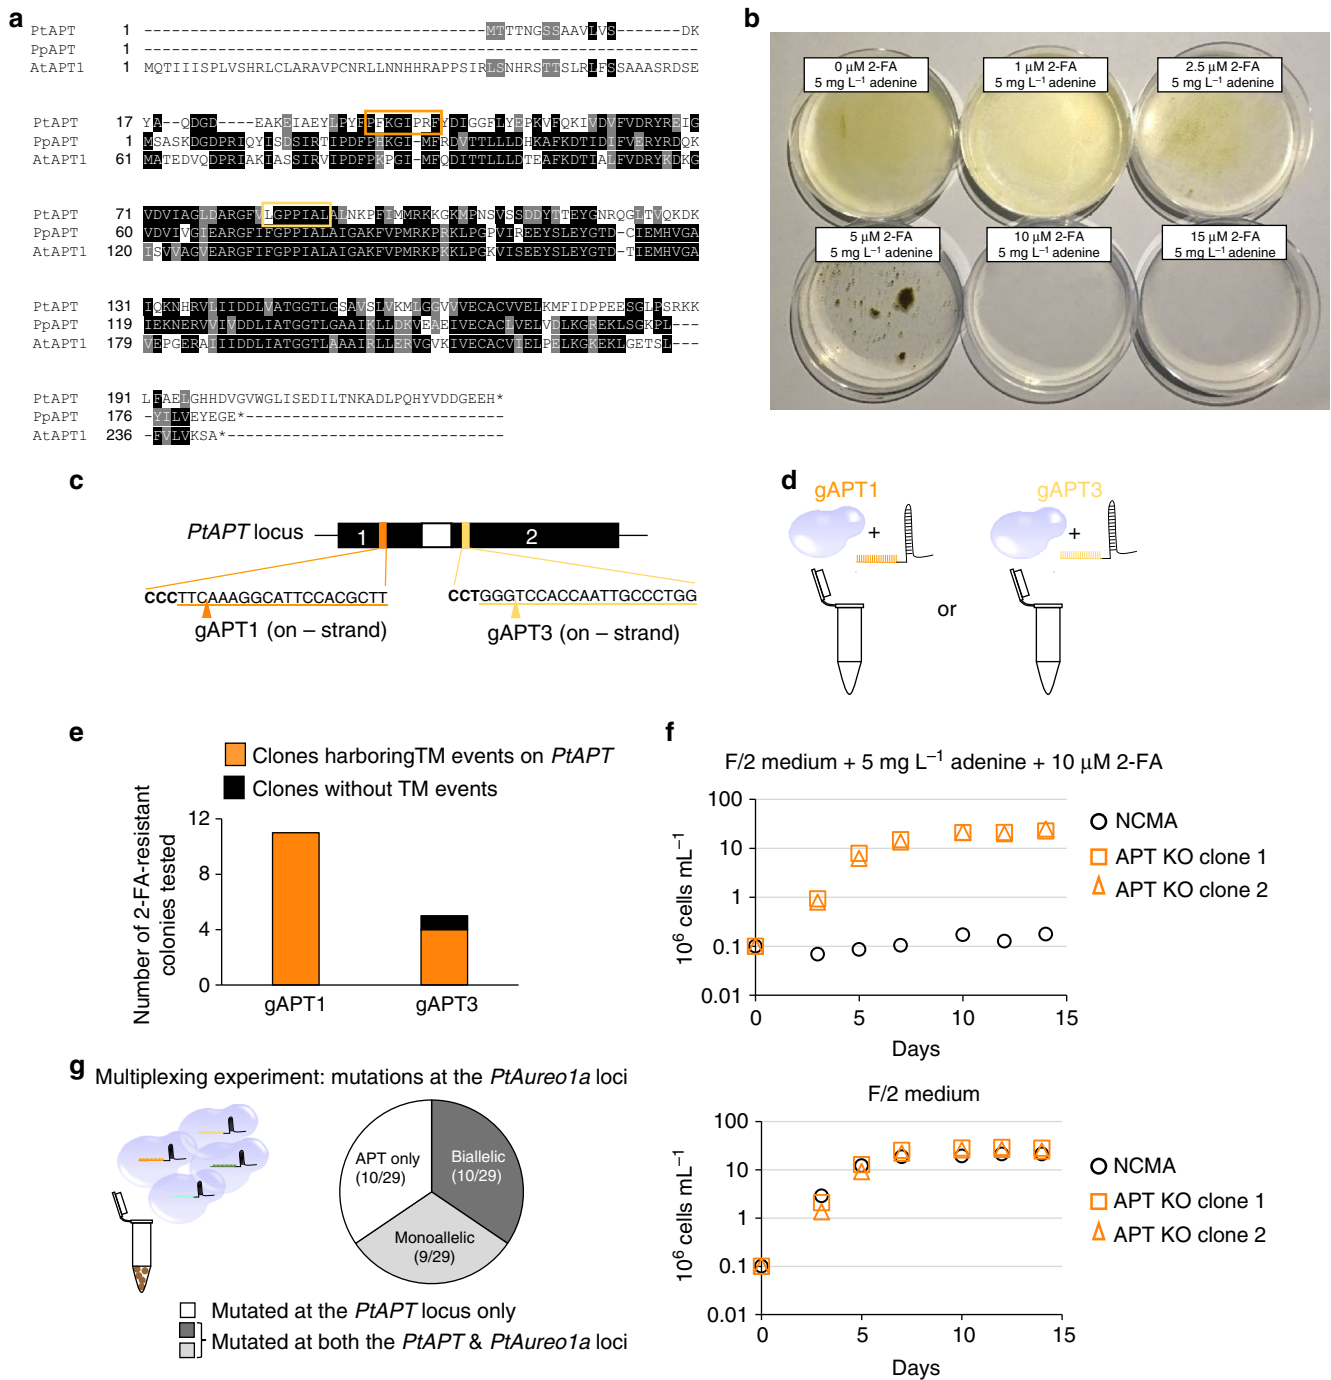 a
PtAPT 1 --------------------------------------MTTTNGSSAAVLVS-------DK
PpAPT 1 -------------------------------------------------------------
AtAPT1 1 MQTIIISPLVSHRLCLARAVPCNRLLNNHHRAPPSIRLSNHRSTTSLRLFSSAAASRDSE
PtAPT 17 YA--QDGD----EAKEIAEYLPYFPFKGIPRFYDIGGFLYEPKVFQKIVDVFVDRYREIG
PpAPT 1 MSASKDGDPRIQYISDSIRTIPDFPHKGI-MFRDVTTLLLDHKAFKDTIDIFVERYRDQK
AtAPT1 61 MATEDVQDPRIAKIASSIRVIPDFPKPGI-MFQDITTLLLDTEAFKDTIALFVDRYKDKG
PtAPT 71 VDVIAGLDARGFVLGPPIALALNKPFIMMRKKGKMPNSVSSDDYTTEYGNRQGLTVQKDK
PpAPT 60 VDVIVGIEARGFIFGPPIALAIGAKFVPMRKPRKLPGPVIREEYSLEYGTD-CIEMHVGA
AtAPT1 120 ISVVAGVEARGFIFGPPIALAIGAKFVPMRKPKKLPGKVISEEYSLEYGTD-TIEMHVGA
PtAPT 131 IQKNHRVLIIDDLVATGGTLGSAVSLVKMLGGVVVECACVVELKMFIDPPEESGLPSRKK
PpAPT 119 IEKNERVVIVDDLIATGGTLGAAIKLLDKVEAEIVECACLVELVDLKGREKLSGKPL---
AtAPT1 179 VEPGERAIIIDDLIATGGTLAAAIRLLERVGVKIVECACVIELPELKGKEKLGETSL---
PtAPT 191 LFAELGHHDVGVWGLISEDILTNKADLPQHYVDDGEEH*
PpAPT 176 -YILVEYEGE*----------------------------
AtAPT1 236 -FVLVKSA*------------------------------
b
0 µM 2-FA
5 mg L⁻¹ adenine
1 µM 2-FA
5 mg L⁻¹ adenine
2.5 µM 2-FA
5 mg L⁻¹ adenine
5 µM 2-FA
5 mg L⁻¹ adenine
10 µM 2-FA
5 mg L⁻¹ adenine
15 µM 2-FA
5 mg L⁻¹ adenine
c
PtAPT locus
1
2
CCCTTCAAAGGCATTCCACGCTT
gAPT1 (on – strand)
CCTGGGTCCACCAATTGCCCTGG
gAPT3 (on – strand)
d
gAPT1
gAPT3
+
+
or
e
Clones harboringTM events on PtAPT
Clones without TM events
Number of 2-FA-resistant
colonies tested
12
8
4
0
gAPT1
gAPT3
f
F/2 medium + 5 mg L⁻¹ adenine + 10 µM 2-FA
10⁶ cells mL⁻¹
100
10
1
0.1
0.01
0
5
10
15
Days
NCMA
APT KO clone 1
APT KO clone 2
F/2 medium
10⁶ cells mL⁻¹
100
10
1
0.1
0.01
0
5
10
15
Days
NCMA
APT KO clone 1
APT KO clone 2
g
Multiplexing experiment: mutations at the PtAureo1a loci
APT only
(10/29)
Biallelic
(10/29)
Monoallelic
(9/29)
Mutated at the PtAPT locus only
Mutated at both the PtAPT & PtAureo1a loci